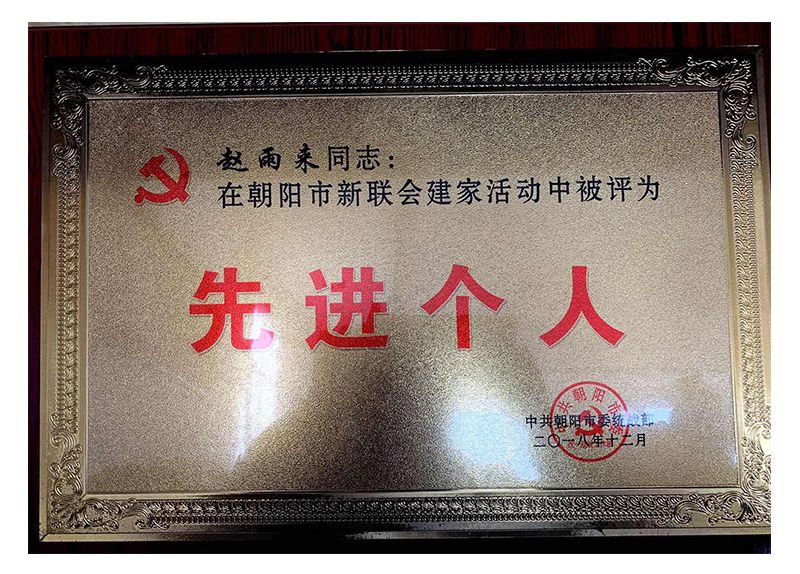 赵雨来同志：
在朝阳市新联会建家活动中被评为
先进个人
中共朝阳市委统战部
二〇一八年十二月